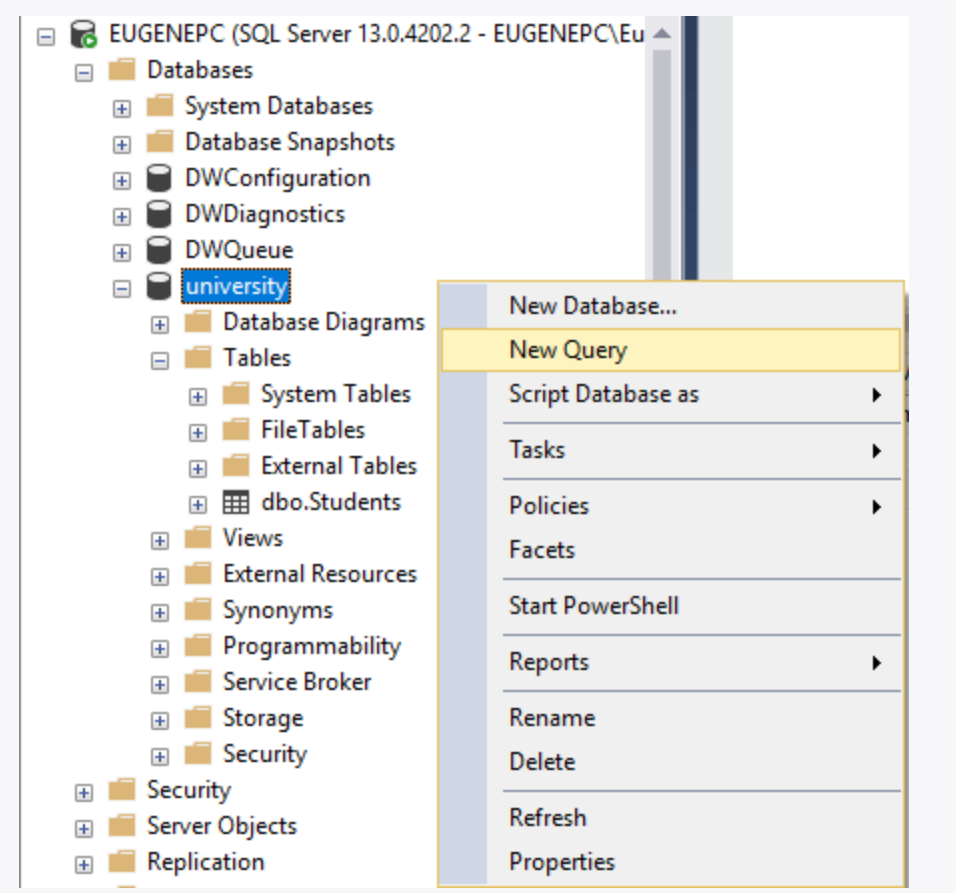 EUGENEPC (SQL Server 13.0.4202.2 - EUGENEPC\Eu
Databases
System Databases
Database Snapshots
DWConfiguration
DWDiagnostics
DWQueue
university
Database Diagrams
Tables
System Tables
FileTables
External Tables
dbo.Students
Views
External Resources
Synonyms
Programmability
Service Broker
Storage
Security
Security
Server Objects
Replication
New Database...
New Query
Script Database as
Tasks
Policies
Facets
Start PowerShell
Reports
Rename
Delete
Refresh
Properties